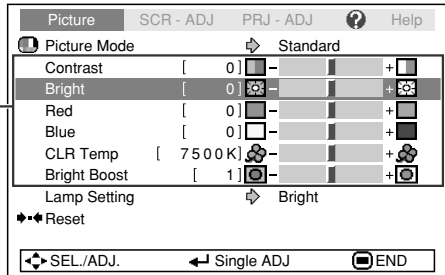 Picture SCR - ADJ PRJ - ADJ ? Help
Picture Mode Standard
Contrast [ 0] - +
Bright [ 0] - +
Red [ 0] - +
Blue [ 0] - +
CLR Temp [ 7500K] - +
Bright Boost [ 1] - +
Lamp Setting Bright
Reset
SEL./ADJ. Single ADJ END